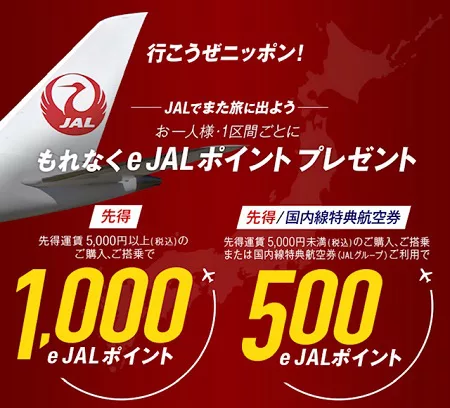 行こうぜニッポン!
JAL
JALでまた旅に出よう
お一人様・1区間ごとに
もれなくe JALポイントプレゼント
先得
先得運賃5,000円以上(税込)の
ご購入、ご搭乗で
1,000
e JALポイント
先得/国内線特典航空券
先得運賃5,000円未満(税込)のご購入、ご搭乗
または国内線特典航空券(JALグループ)ご利用で
500
e JALポイント